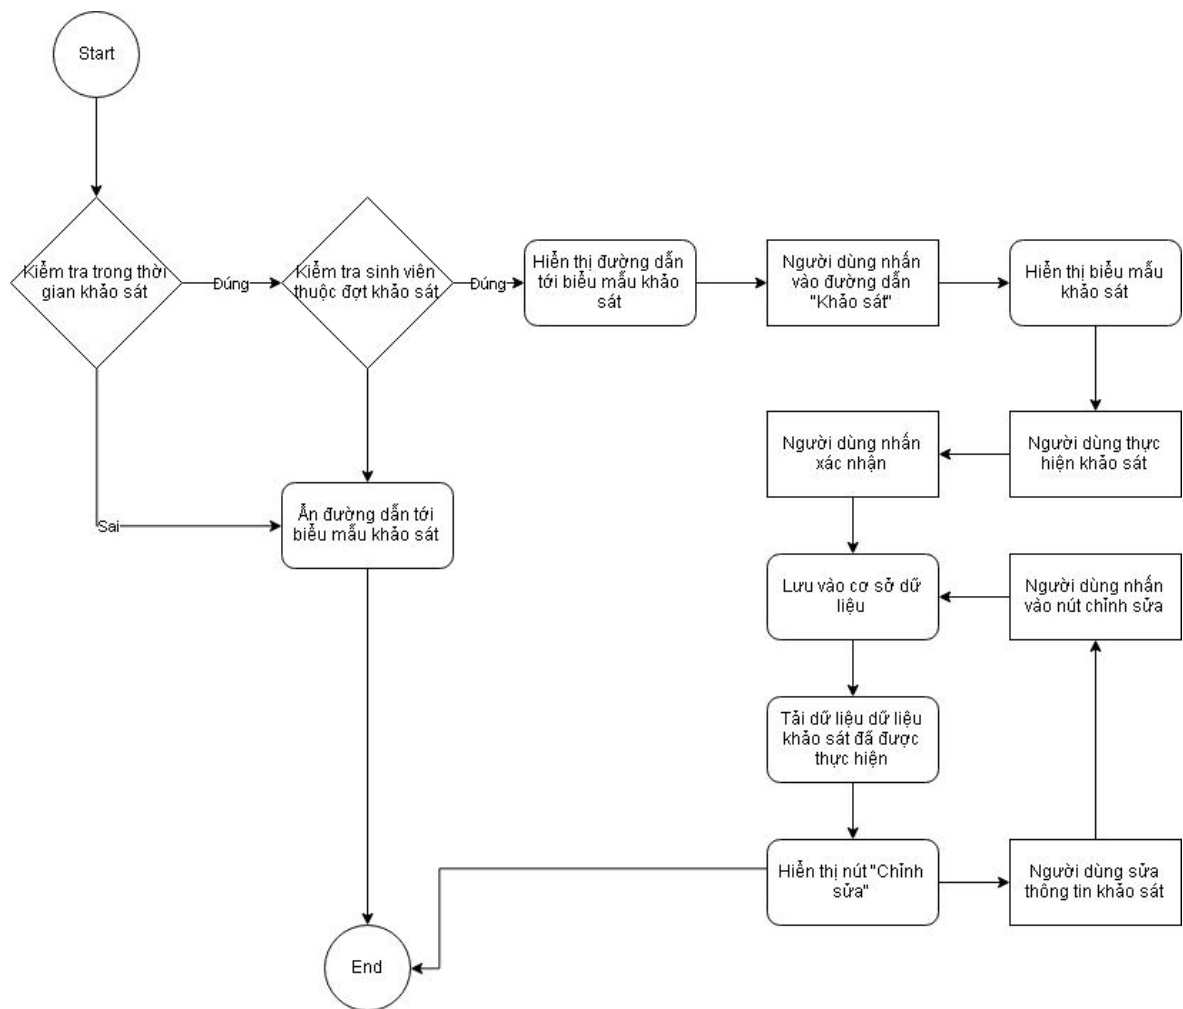 Start
Kiểm tra trong thời
gian khảo sát
Đúng
Kiểm tra sinh viên
thuộc đợt khảo sát
Đúng
Hiển thị đường dẫn
tới biểu mẫu khảo
sát
Người dùng nhấn
vào đường dẫn
"Khảo sát"
Hiển thị biểu mẫu
khảo sát
Người dùng nhấn
xác nhận
Người dùng thực
hiện khảo sát
Sai
Ẩn đường dẫn tới
biểu mẫu khảo sát
Lưu vào cơ sở dữ
liệu
Người dùng nhấn
vào nút chỉnh sửa
Tải dữ liệu dữ liệu
khảo sát đã được
thực hiện
Hiển thị nút "Chỉnh
sửa"
Người dùng sửa
thông tin khảo sát
End